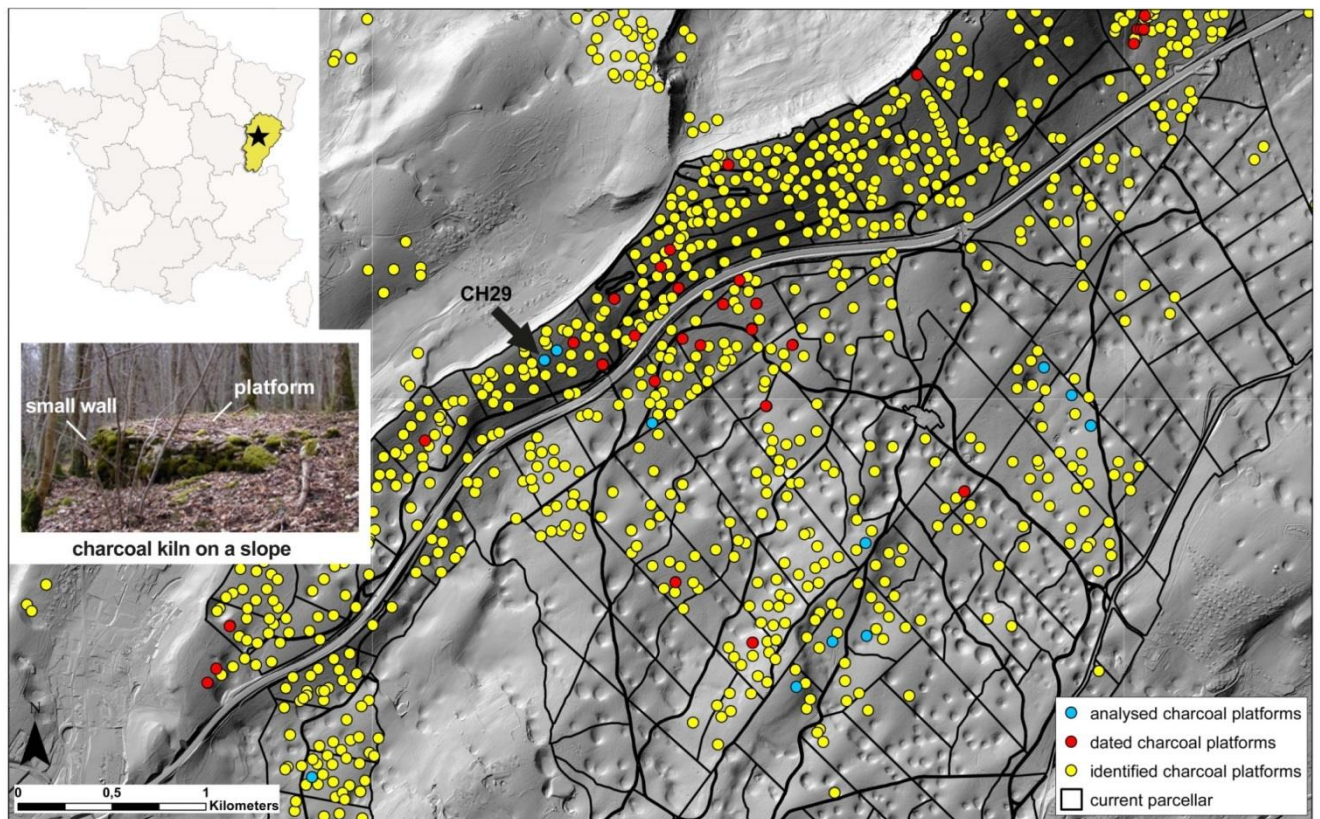 CH29
platform
small wall
charcoal kiln on a slope
N
0 0,5 1
Kilometers
analysed charcoal platforms
dated charcoal platforms
identified charcoal platforms
current parcellar